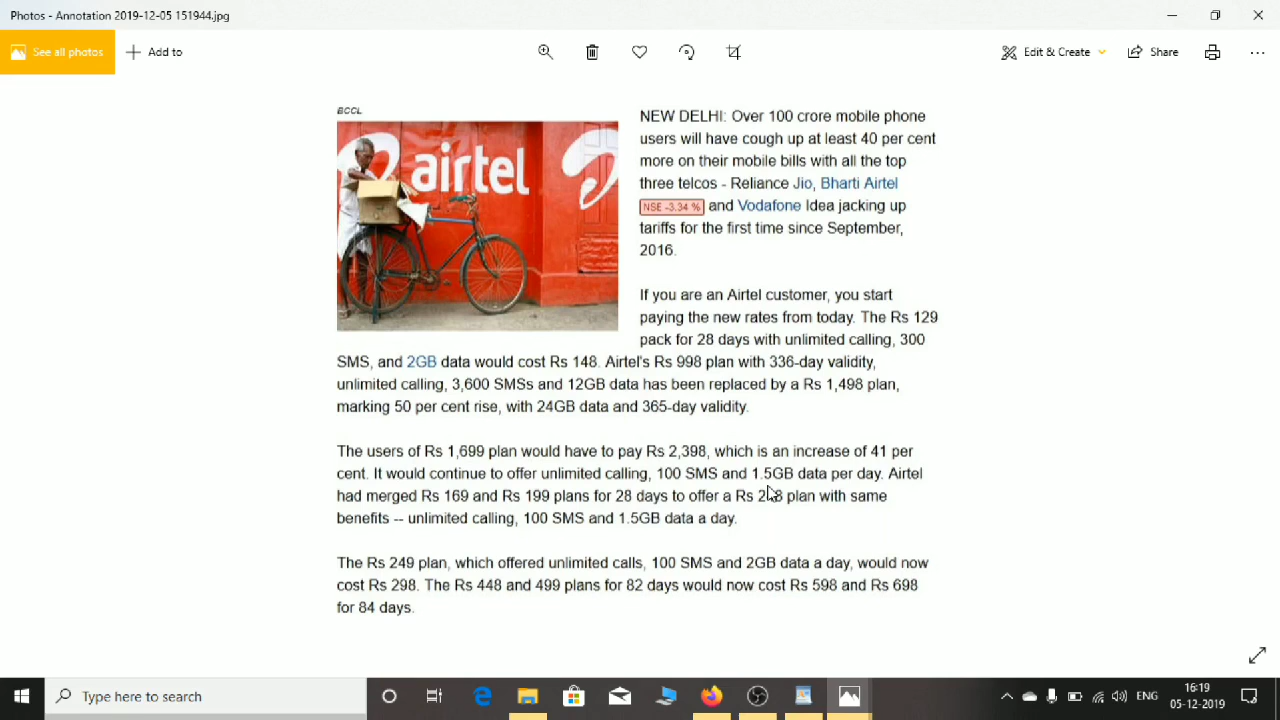 Photos - Annotation 2019-12-05 151944.jpg
See all photos
Add to
Edit & Create
Share
BCCL
airtel
NEW DELHI: Over 100 crore mobile phone
users will have cough up at least 40 per cent
more on their mobile bills with all the top
three telcos - Reliance Jio, Bharti Airtel
NSE -3.34 % and Vodafone Idea jacking up
tariffs for the first time since September,
2016.
If you are an Airtel customer, you start
paying the new rates from today. The Rs 129
pack for 28 days with unlimited calling, 300
SMS, and 2GB data would cost Rs 148. Airtel's Rs 998 plan with 336-day validity,
unlimited calling, 3,600 SMSs and 12GB data has been replaced by a Rs 1,498 plan,
marking 50 per cent rise, with 24GB data and 365-day validity.
The users of Rs 1,699 plan would have to pay Rs 2,398, which is an increase of 41 per
cent. It would continue to offer unlimited calling, 100 SMS and 1.5GB data per day. Airtel
had merged Rs 169 and Rs 199 plans for 28 days to offer a Rs plan with same
benefits -- unlimited calling, 100 SMS and 1.5GB data a day.
The Rs 249 plan, which offered unlimited calls, 100 SMS and 2GB data a day, would now
cost Rs 298. The Rs 448 and 499 plans for 82 days would now cost Rs 598 and Rs 698
for 84 days.
Type here to search
ENG
16:19
05-12-2019